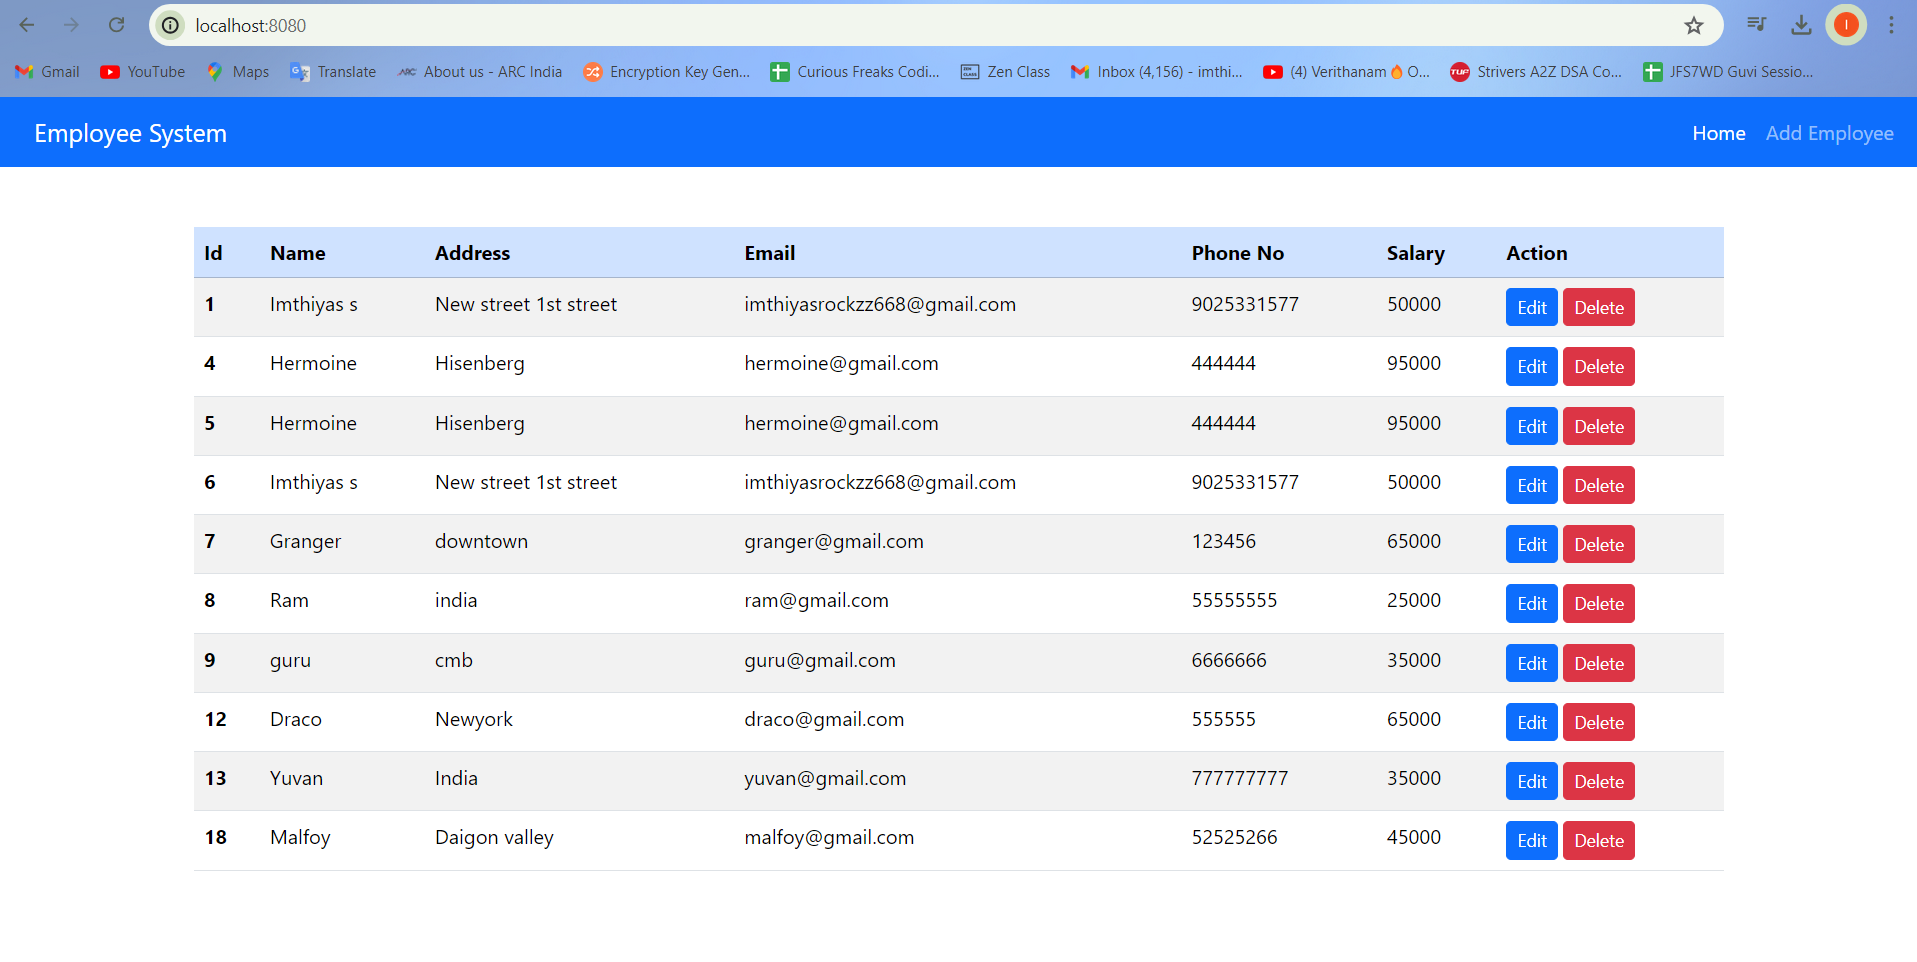 localhost:8080
Gmail YouTube Maps Translate ARC About us - ARC India Encryption Key Gen... Curious Freaks Codi... ZEN CLASS Zen Class Inbox (4,156) - imthi... (4) Verithanam🔥O... TUF Strivers A2Z DSA Co... JFS7WD Guvi Sessio...
Employee System Home Add Employee
Id Name Address Email Phone No Salary Action
1 Imthiyas s New street 1st street imthiyasrockzz668@gmail.com 9025331577 50000 Edit Delete
4 Hermoine Hisenberg hermoine@gmail.com 444444 95000 Edit Delete
5 Hermoine Hisenberg hermoine@gmail.com 444444 95000 Edit Delete
6 Imthiyas s New street 1st street imthiyasrockzz668@gmail.com 9025331577 50000 Edit Delete
7 Granger downtown granger@gmail.com 123456 65000 Edit Delete
8 Ram india ram@gmail.com 55555555 25000 Edit Delete
9 guru cmb guru@gmail.com 6666666 35000 Edit Delete
12 Draco Newyork draco@gmail.com 555555 65000 Edit Delete
13 Yuvan India yuvan@gmail.com 777777777 35000 Edit Delete
18 Malfoy Daigon valley malfoy@gmail.com 52525266 45000 Edit Delete